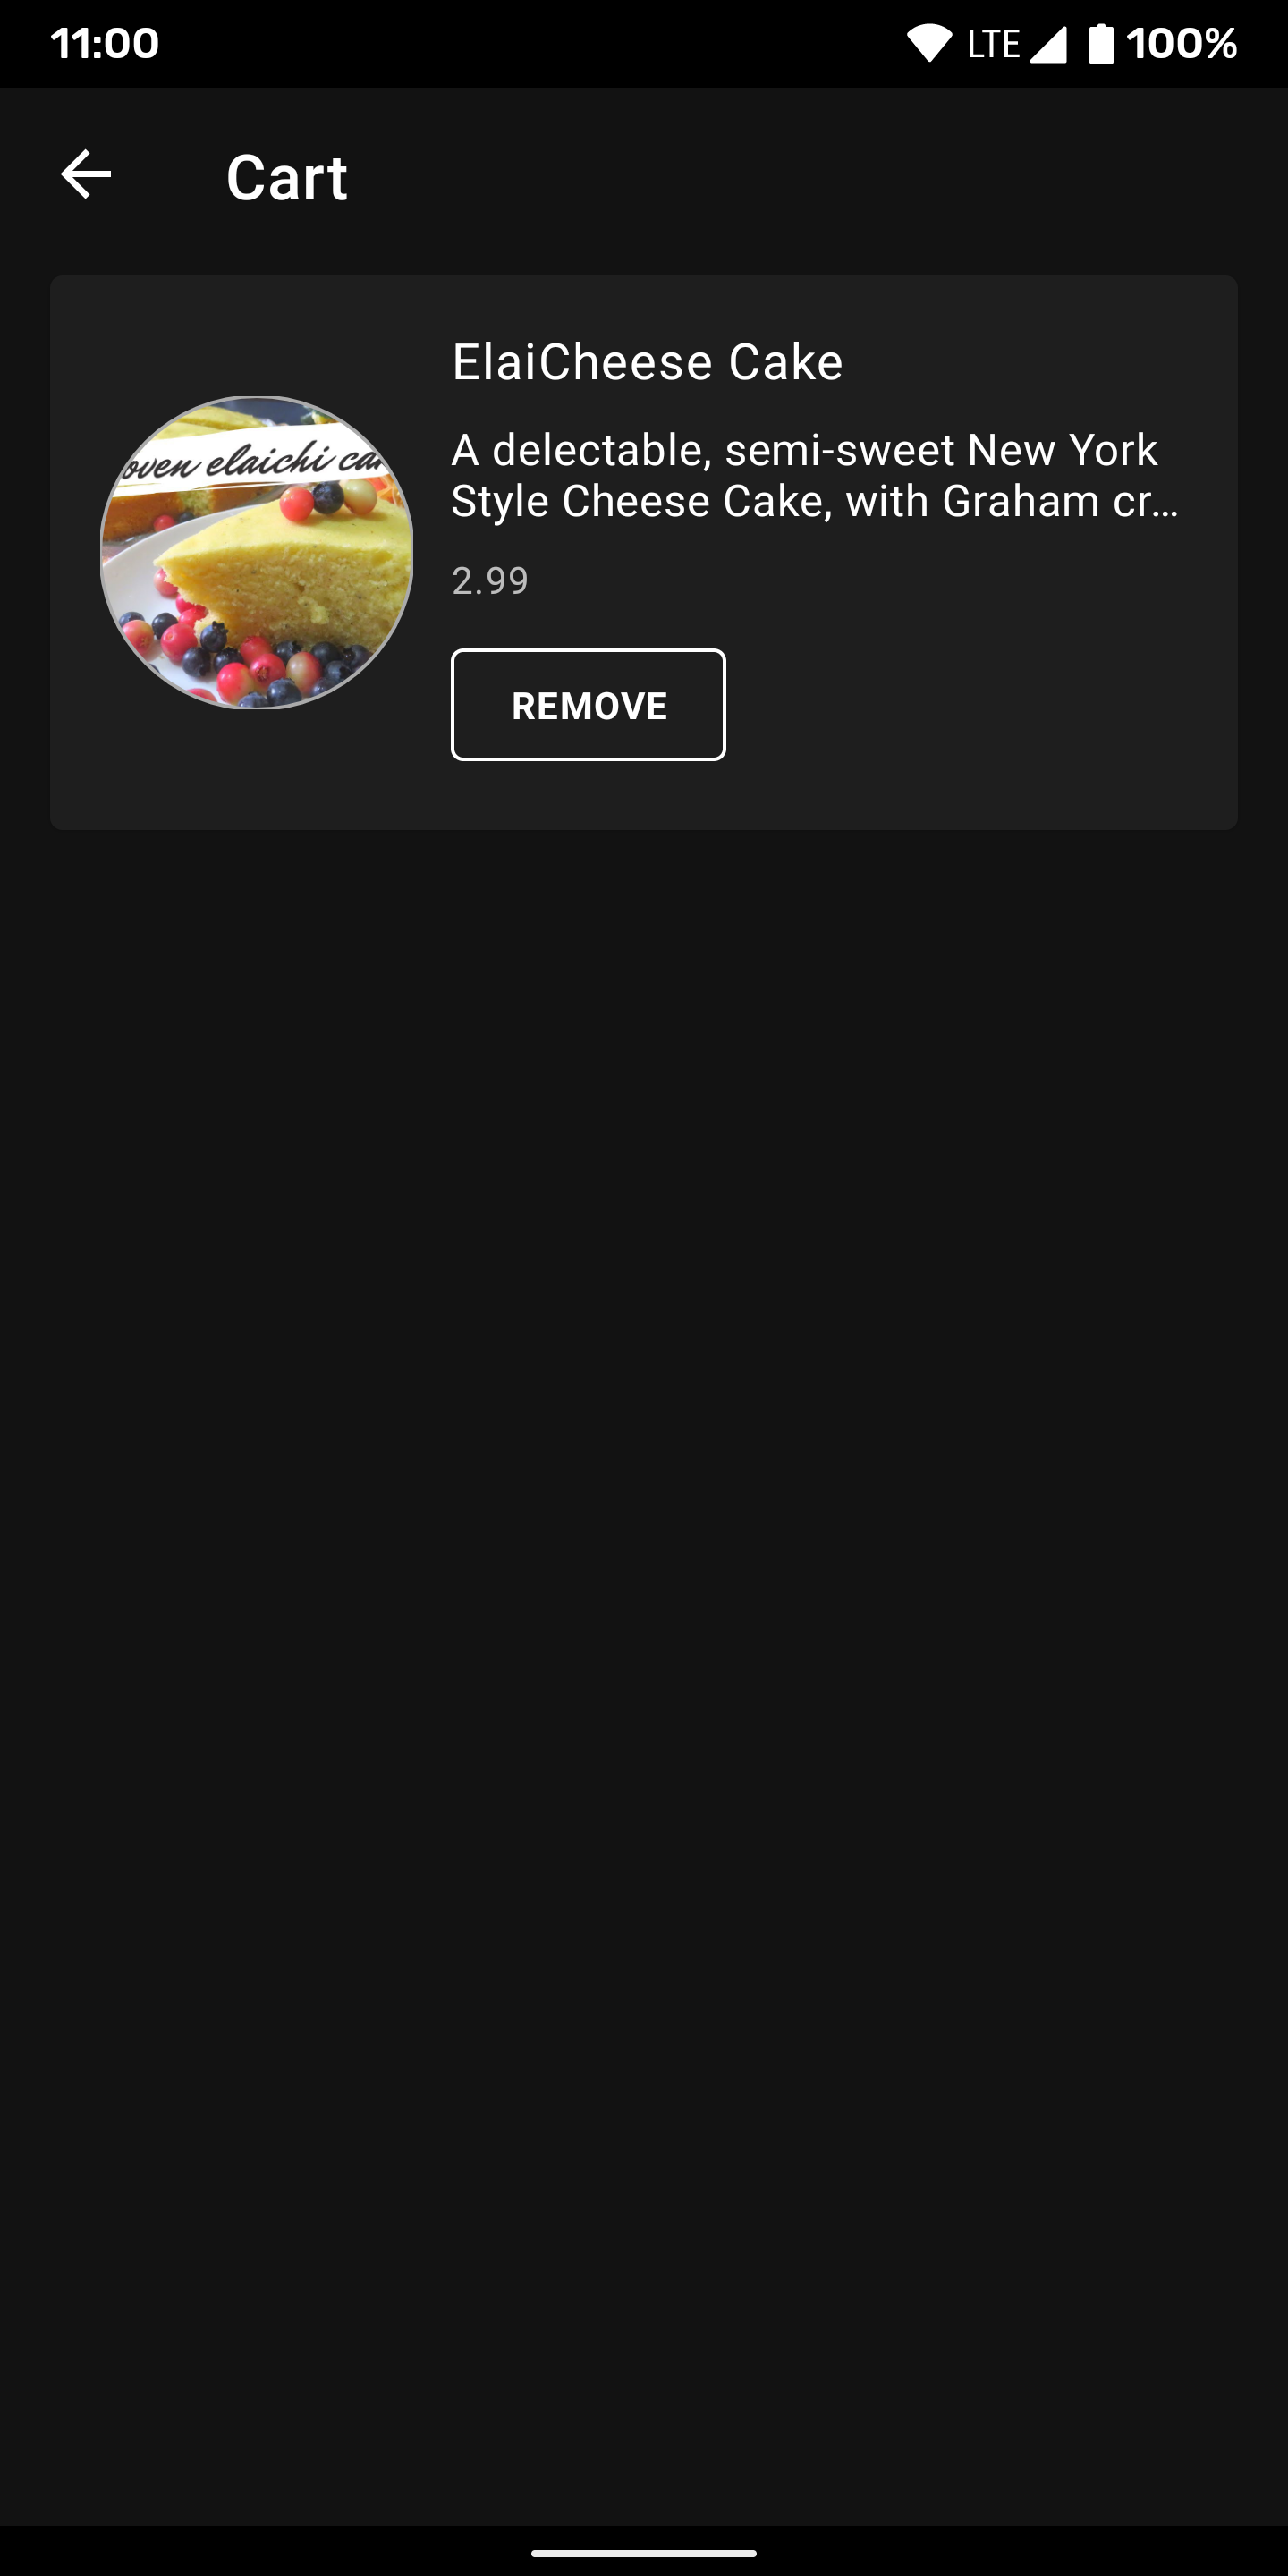 11:00
LTE
100%
Cart
ElaiCheese Cake
oven elaichi
A delectable, semi-sweet New York
Style Cheese Cake, with Graham cr…
2.99
REMOVE